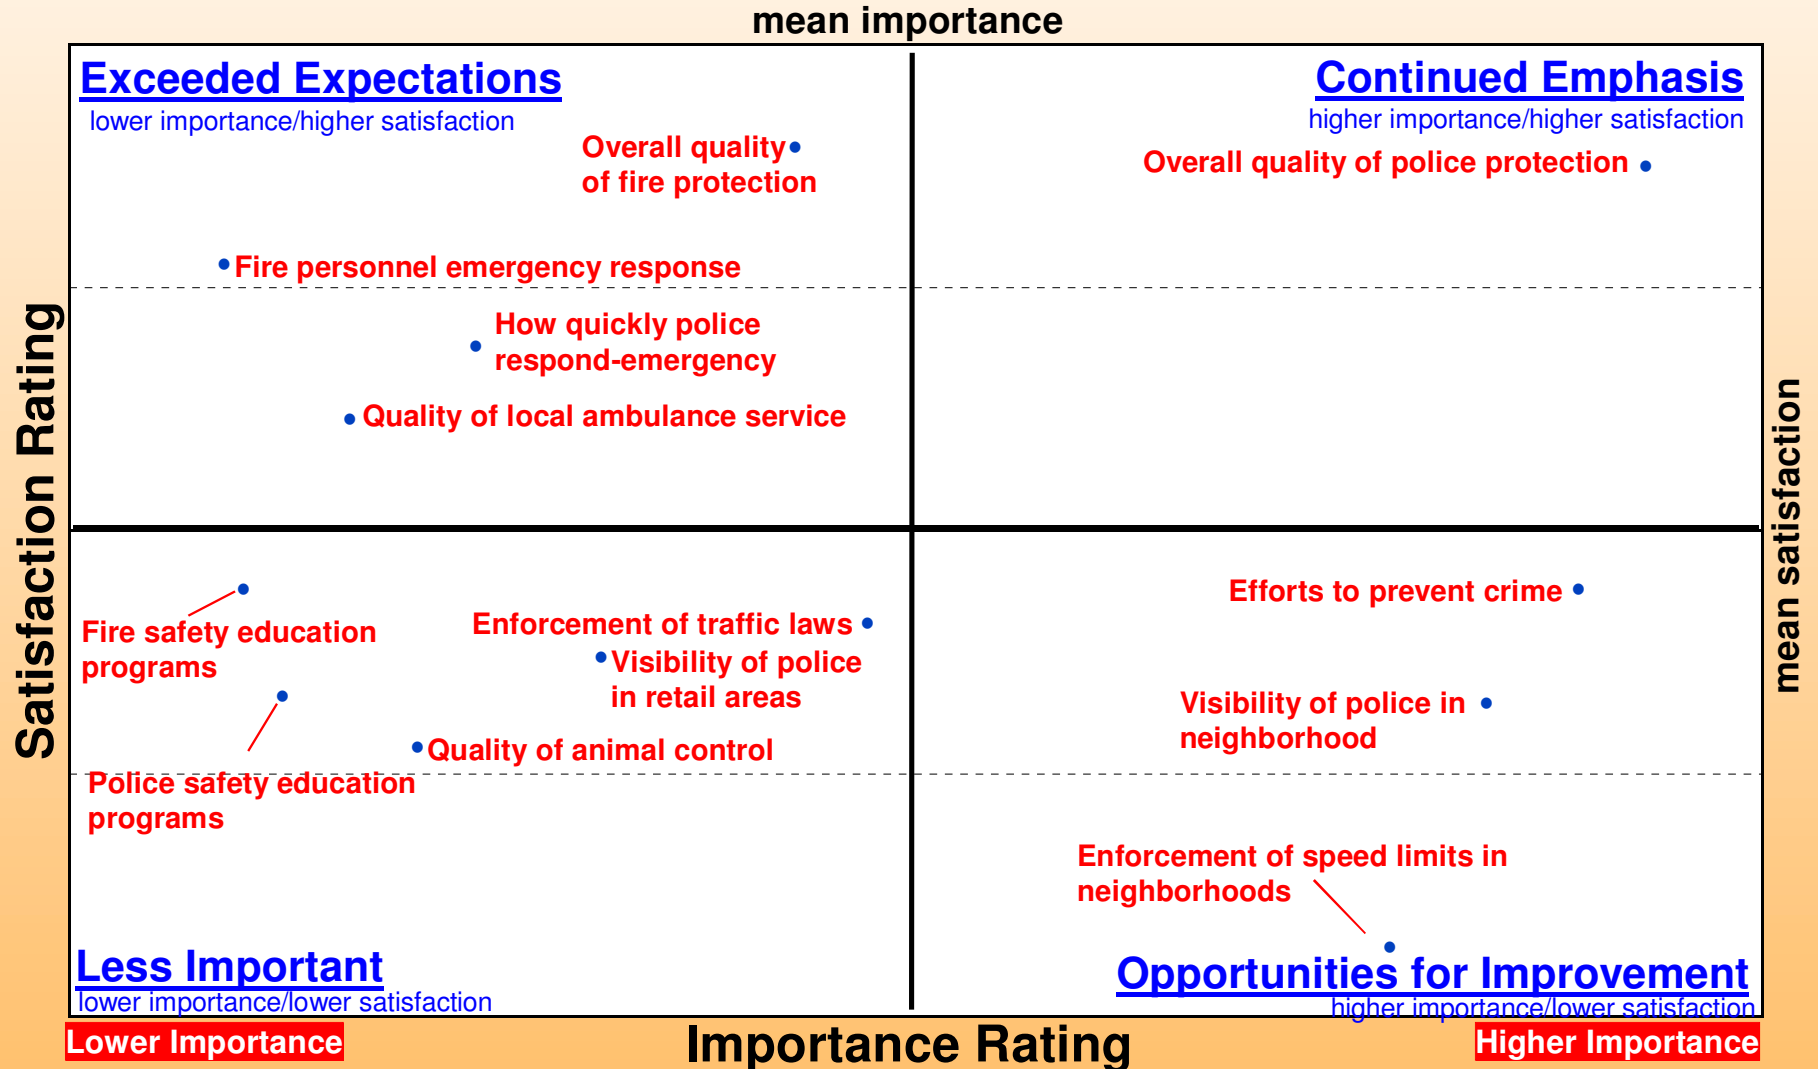 mean importance
Exceeded Expectations
lower importance/higher satisfaction
Continued Emphasis
higher importance/higher satisfaction
Overall quality
of fire protection
Overall quality of police protection
Fire personnel emergency response
How quickly police
respond-emergency
Quality of local ambulance service
Satisfaction Rating
mean satisfaction
Fire safety education
programs
Enforcement of traffic laws
Visibility of police
in retail areas
Quality of animal control
Police safety education
programs
Efforts to prevent crime
Visibility of police in
neighborhood
Enforcement of speed limits in
neighborhoods
Less Important
lower importance/lower satisfaction
Opportunities for Improvement
higher importance/lower satisfaction
Lower Importance
Importance Rating
Higher Importance